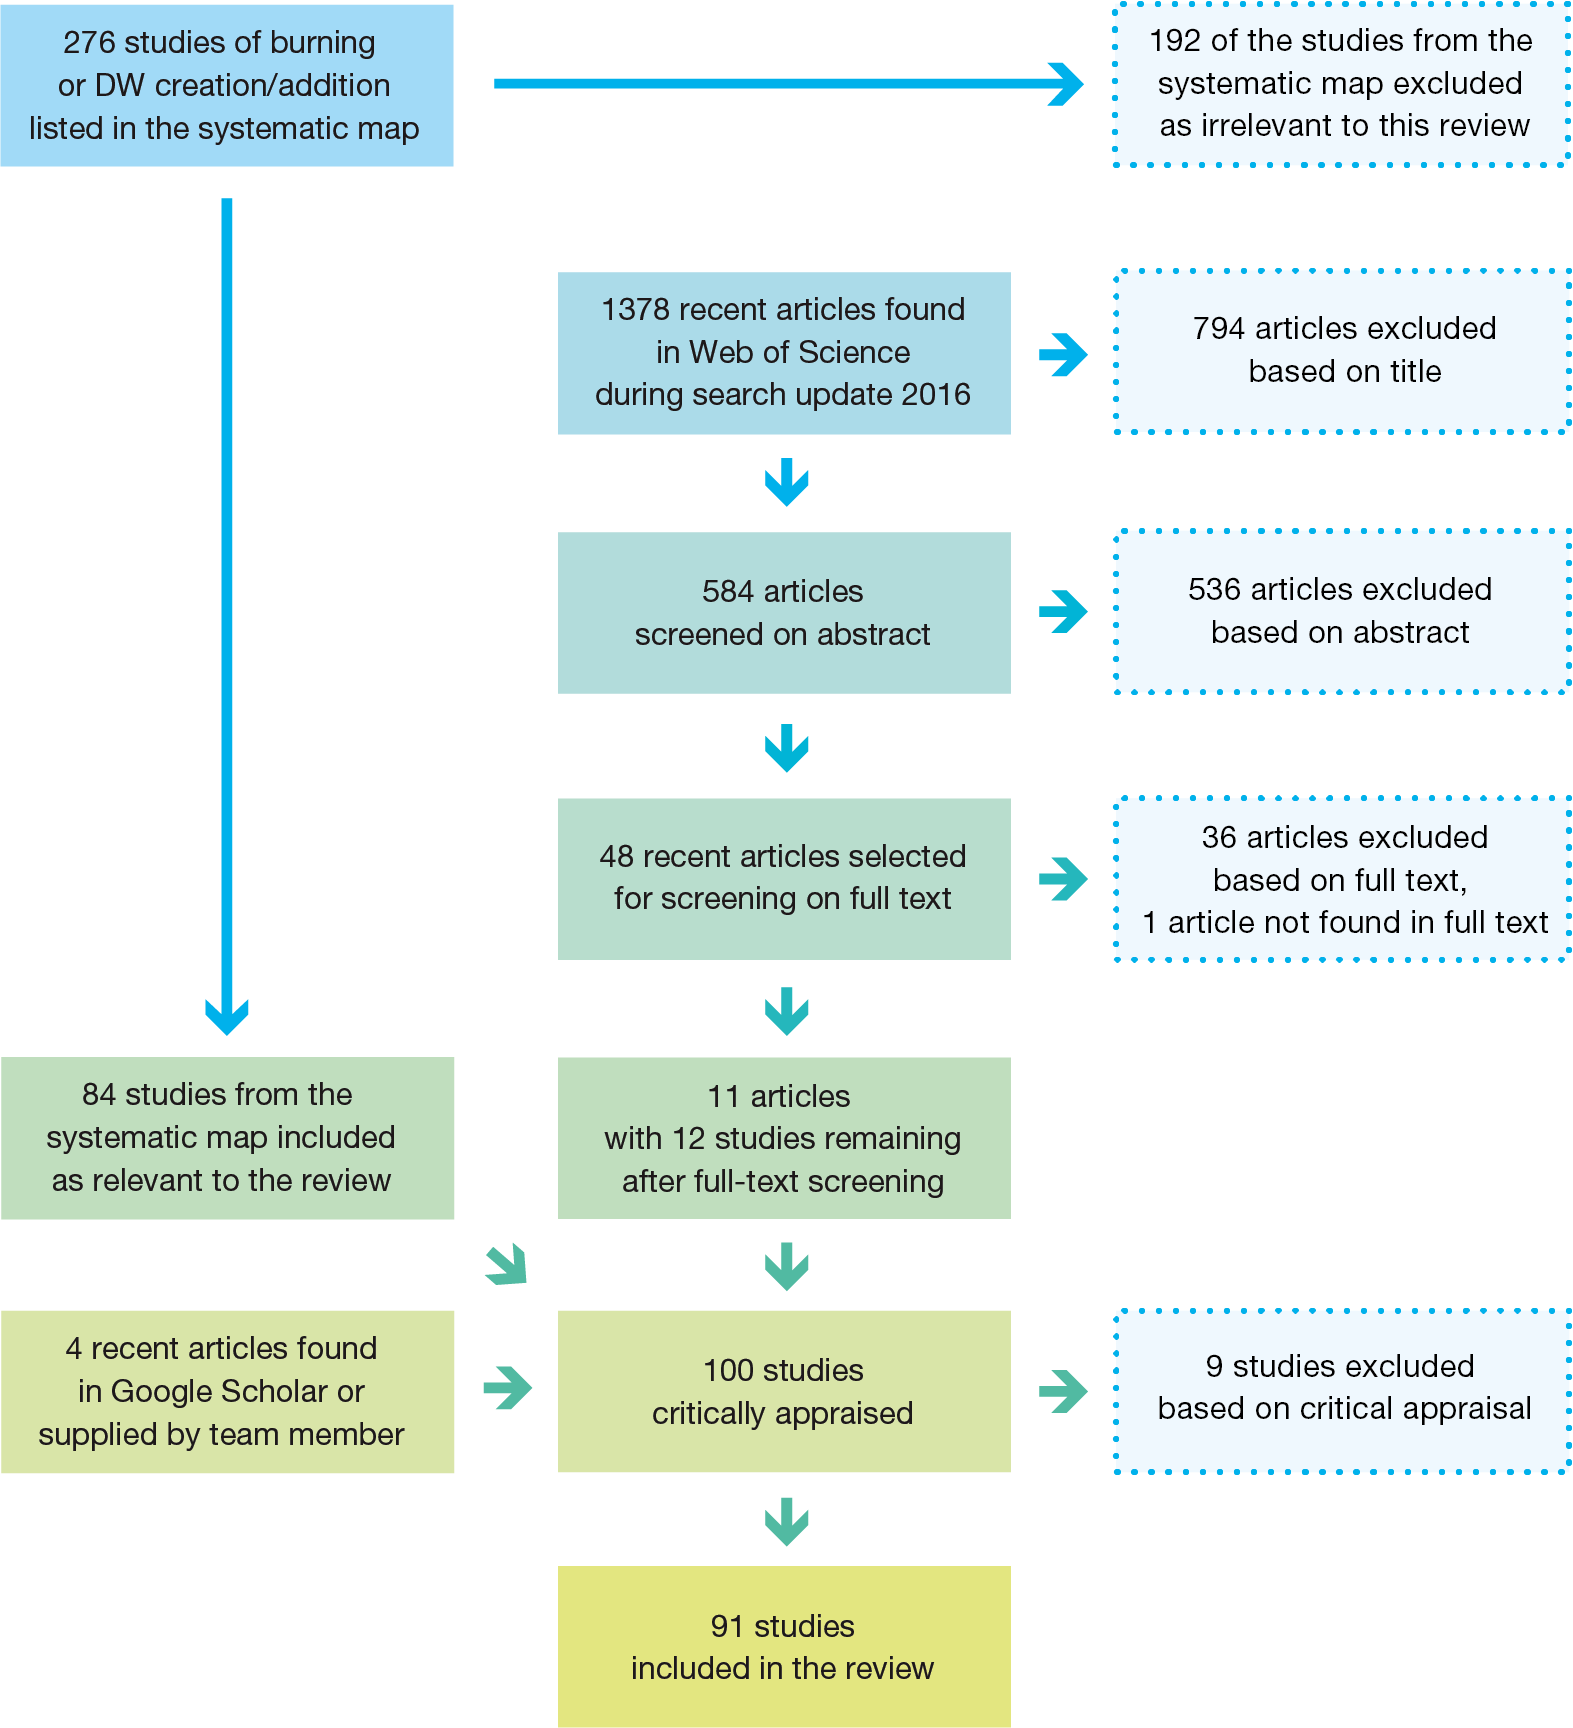 276 studies of burning
or DW creation/addition
listed in the systematic map
192 of the studies from the
systematic map excluded
as irrelevant to this review
1378 recent articles found
in Web of Science
during search update 2016
794 articles excluded
based on title
584 articles
screened on abstract
536 articles excluded
based on abstract
48 recent articles selected
for screening on full text
36 articles excluded
based on full text,
1 article not found in full text
84 studies from the
systematic map included
as relevant to the review
11 articles
with 12 studies remaining
after full-text screening
4 recent articles found
in Google Scholar or
supplied by team member
100 studies
critically appraised
9 studies excluded
based on critical appraisal
91 studies
included in the review